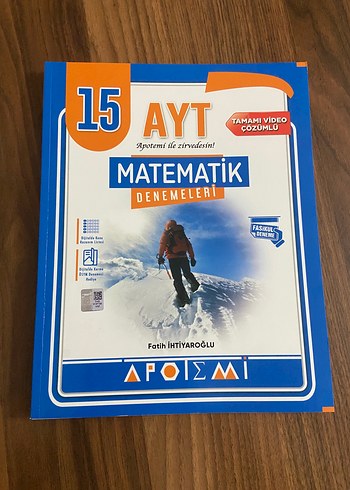 15
AYT
Apotemi ile zirvedesin!
TAMAMI VİDEO
ÇÖZÜMLÜ
MATEMATİK
DENEMELERİ
FASİKÜL
DENEME
Fatih İHTİYAROĞLU
APOTEMİ